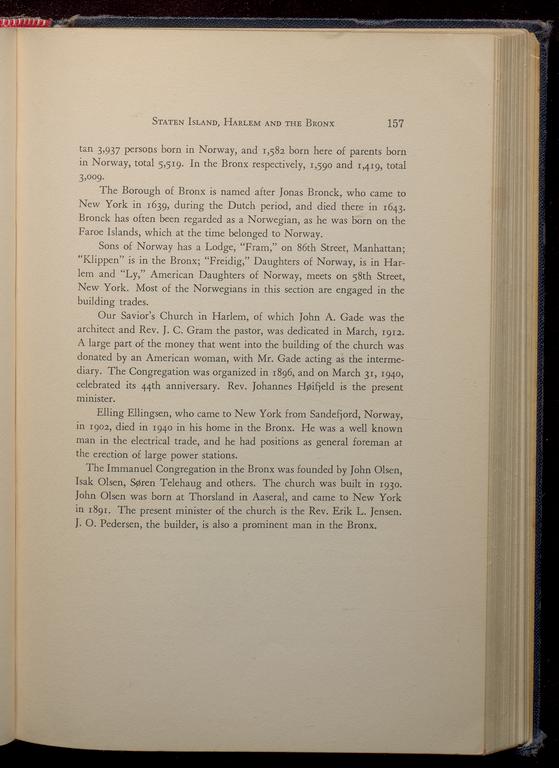 Staten Island, Harlem and the Bronx 157
tan 3,937 persons born in Norway, and 1,582 born here of parents born
in Norway, total 5,519. In the Bronx respectively, 1,590 and 1,419, total
3,009.
The Borough of Bronx is named after Jonas Bronck, who came to
New York in 1639, during the Dutch period, and died there in 1643.
Bronck has often been regarded as a Norwegian, as he was born on the
Faroe Islands, which at the time belonged to Norway.
Sons of Norway has a Lodge, “Fram,” on 86th Street, Manhattan;
“Klippen” is in the Bronx; “Freidig,” Daughters of Norway, is in Har-
lem and “Ly,” American Daughters of Norway, meets on 58th Street,
New York. Most of the Norwegians in this section are engaged in the
building trades.
Our Savior’s Church in Harlem, of which John A. Gade was the
architect and Rev. J. C. Gram the pastor, was dedicated in March, 1912.
A large part of the money that went into the building of the church was
donated by an American woman, with Mr. Gade acting as the interme-
diary. The Congregation was organized in 1896, and on March 31, 1940,
celebrated its 44th anniversary. Rev. Johannes Høifjeld is the present
minister.
Elling Ellingsen, who came to New York from Sandefjord, Norway,
in 1902, died in 1940 in his home in the Bronx. He was a well known
man in the electrical trade, and he had positions as general foreman at
the erection of large power stations.
The Immanuel Congregation in the Bronx was founded by John Olsen,
Isak Olsen, Søren Telehaug and others. The church was built in 1930.
John Olsen was born at Thorsland in Aaseral, and came to New York
in 1891. The present minister of the church is the Rev. Erik L. Jensen.
J. O. Pedersen, the builder, is also a prominent man in the Bronx.